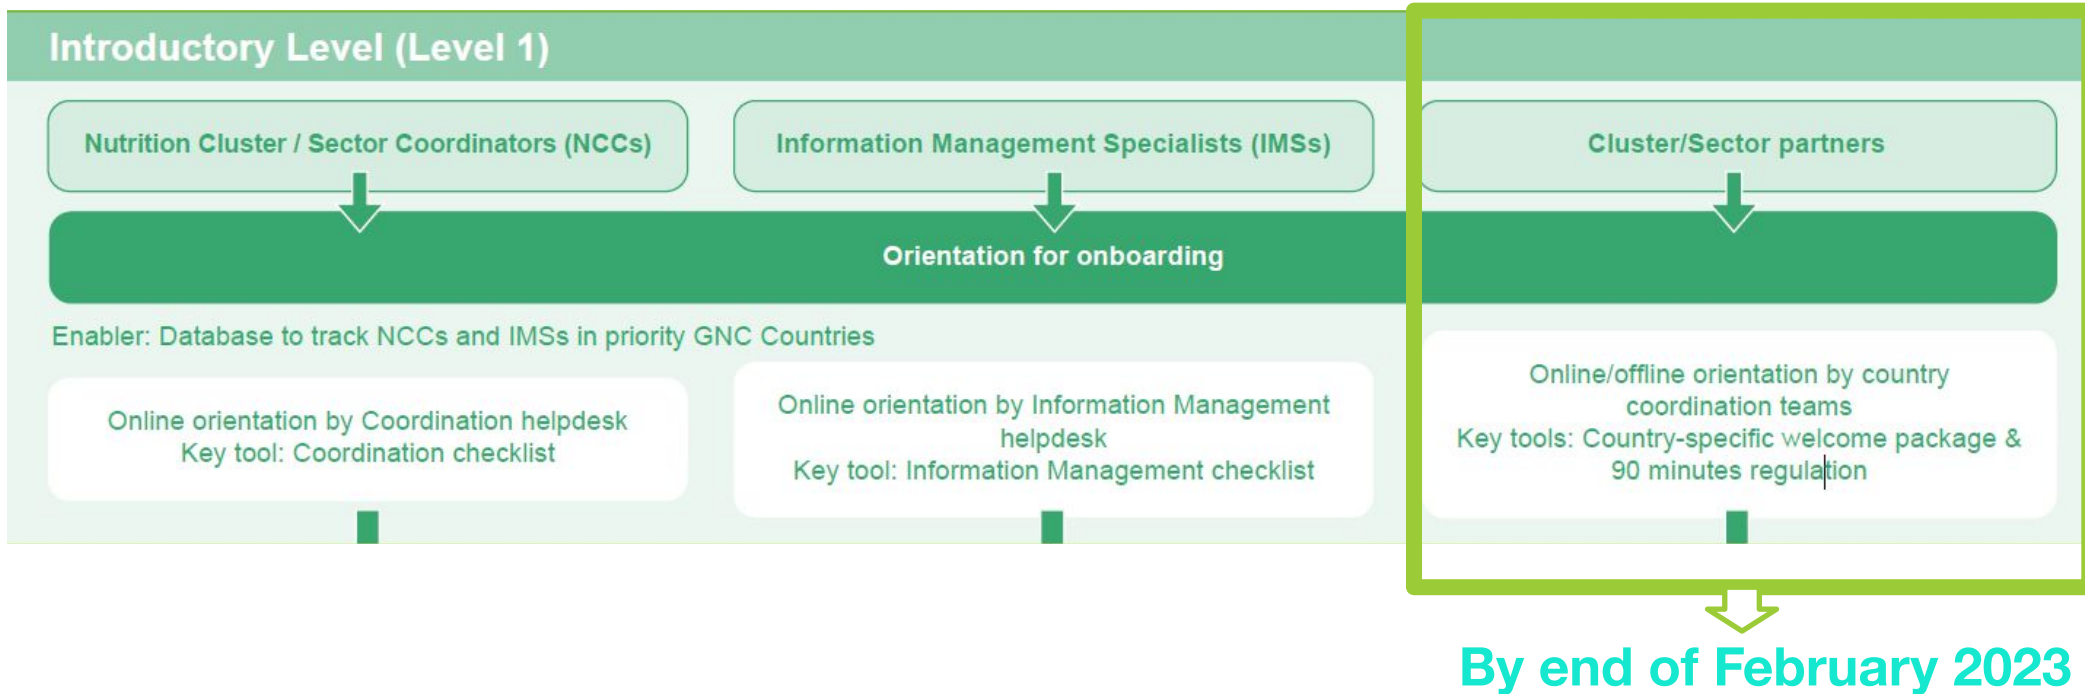 Introductory Level (Level 1)
Nutrition Cluster / Sector Coordinators (NCCs)
Information Management Specialists (IMSs)
Cluster/Sector partners
Orientation for onboarding
Enabler: Database to track NCCs and IMSs in priority GNC Countries
Online orientation by Coordination helpdesk
Key tool: Coordination checklist
Online orientation by Information Management
helpdesk
Key tool: Information Management checklist
Online/offline orientation by country
coordination teams
Key tools: Country-specific welcome package &
90 minutes regulation
By end of February 2023